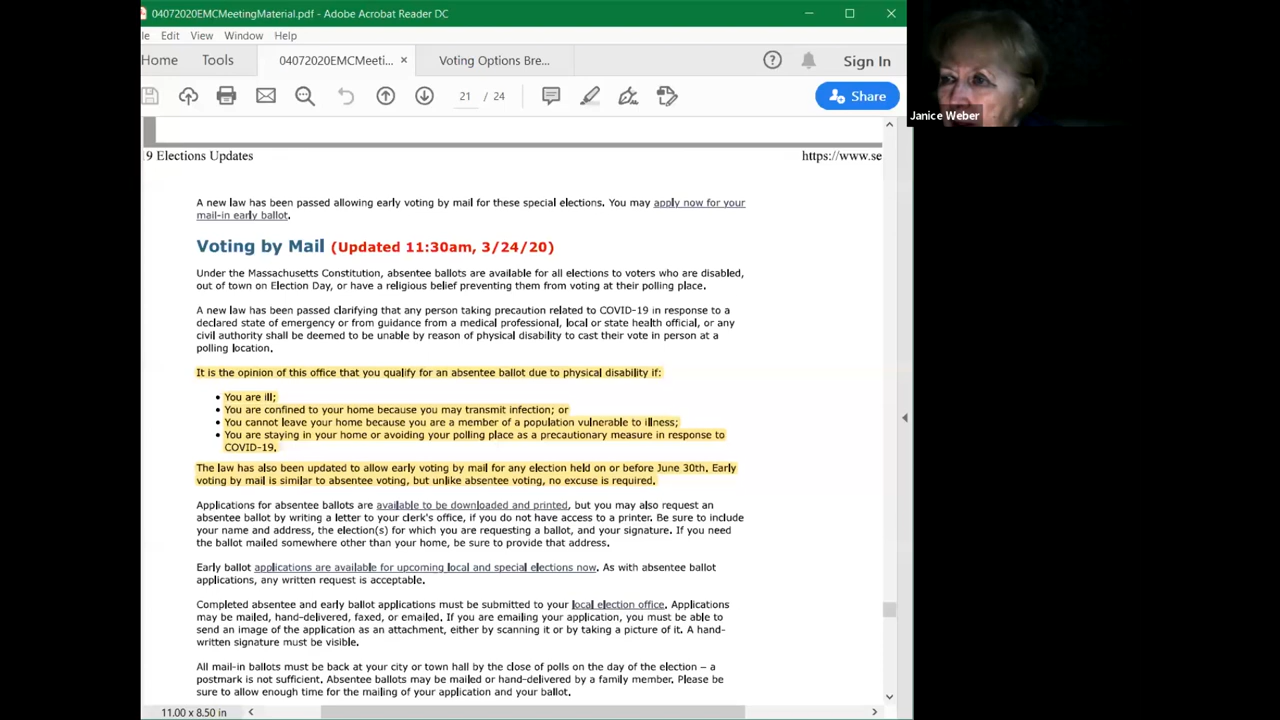 04072020EMCMeetingMaterial.pdf - Adobe Acrobat Reader DC
le Edit View Window Help
Home Tools 04072020EMCMeeti... × Voting Options Bre... Sign In
21 / 24 Share
Janice Weber
9 Elections Updates https://www.se
A new law has been passed allowing early voting by mail for these special elections. You may apply now for your
mail-in early ballot.
Voting by Mail (Updated 11:30am, 3/24/20)
Under the Massachusetts Constitution, absentee ballots are available for all elections to voters who are disabled,
out of town on Election Day, or have a religious belief preventing them from voting at their polling place.
A new law has been passed clarifying that any person taking precaution related to COVID-19 in response to a
declared state of emergency or from guidance from a medical professional, local or state health official, or any
civil authority shall be deemed to be unable by reason of physical disability to cast their vote in person at a
polling location.
It is the opinion of this office that you qualify for an absentee ballot due to physical disability if:
• You are ill;
• You are confined to your home because you may transmit infection; or
• You cannot leave your home because you are a member of a population vulnerable to illness;
• You are staying in your home or avoiding your polling place as a precautionary measure in response to
COVID-19.
The law has also been updated to allow early voting by mail for any election held on or before June 30th. Early
voting by mail is similar to absentee voting, but unlike absentee voting, no excuse is required.
Applications for absentee ballots are available to be downloaded and printed, but you may also request an
absentee ballot by writing a letter to your clerk's office, if you do not have access to a printer. Be sure to include
your name and address, the election(s) for which you are requesting a ballot, and your signature. If you need
the ballot mailed somewhere other than your home, be sure to provide that address.
Early ballot applications are available for upcoming local and special elections now. As with absentee ballot
applications, any written request is acceptable.
Completed absentee and early ballot applications must be submitted to your local election office. Applications
may be mailed, hand-delivered, faxed, or emailed. If you are emailing your application, you must be able to
send an image of the application as an attachment, either by scanning it or by taking a picture of it. A hand-
written signature must be visible.
All mail-in ballots must be back at your city or town hall by the close of polls on the day of the election – a
postmark is not sufficient. Absentee ballots may be mailed or hand-delivered by a family member. Please be
sure to allow enough time for the mailing of your application and your ballot.
11.00 x 8.50 in